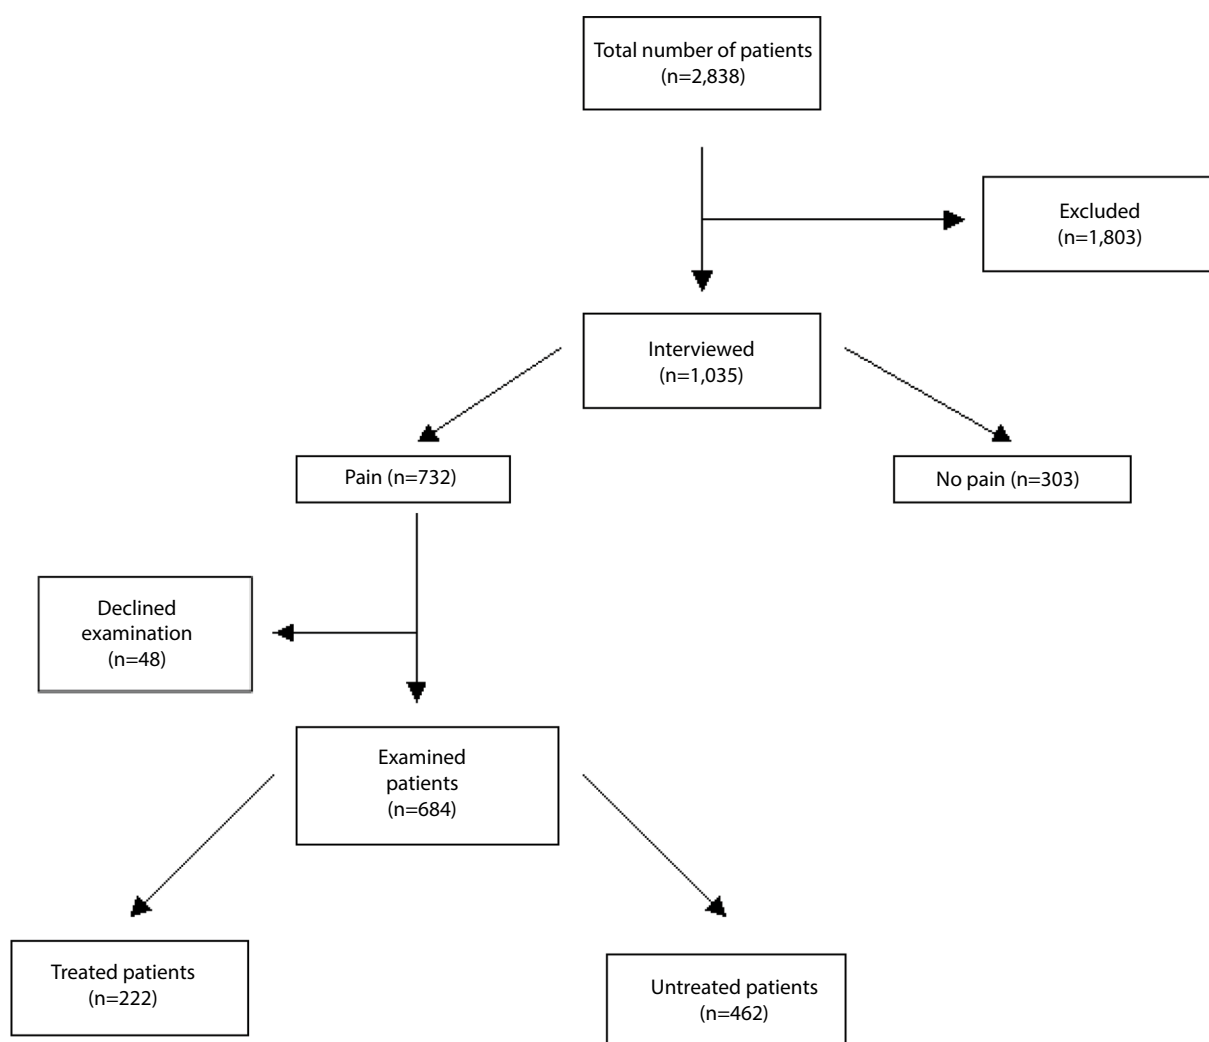 Total number of patients
(n=2,838)
Excluded
(n=1,803)
Interviewed
(n=1,035)
Pain (n=732)
No pain (n=303)
Declined
examination
(n=48)
Examined
patients
(n=684)
Treated patients
(n=222)
Untreated patients
(n=462)